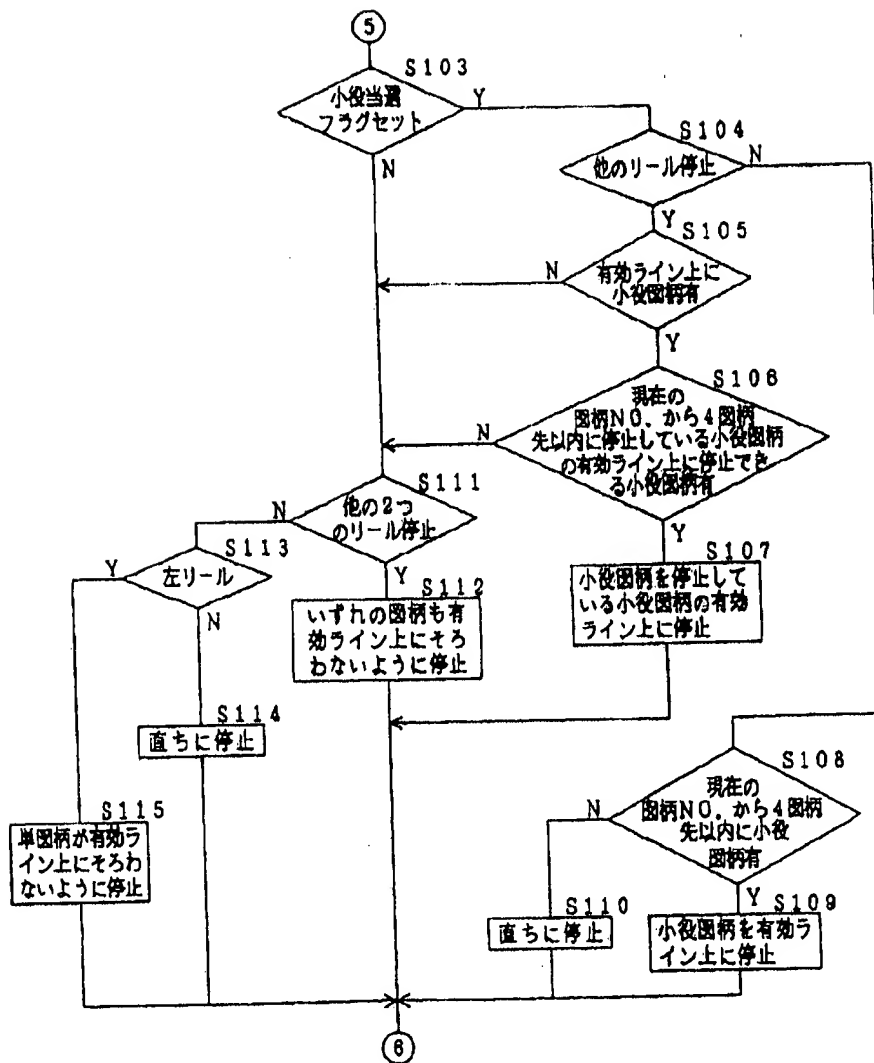 5
S103
小役当選
フラグセット
Y
N
S104
他のリール停止
N
Y
S105
有効ライン上に
小役図柄有
N
Y
S106
現在の
図柄NO.から4図柄
先以内に停止している小役図柄
の有効ライン上に停止でき
る小役図柄有
N
Y
S107
小役図柄を停止して
いる小役図柄の有効
ライン上に停止
S111
他の2つ
のリール停止
N
Y
S112
いずれの図柄も有
効ライン上にそろ
わないように停止
S113
左リール
Y
N
S114
直ちに停止
S115
単図柄が有効ラ
イン上にそろわ
ないように停止
S108
現在の
図柄NO.から4図柄
先以内に小役
図柄有
N
Y
S109
小役図柄を有効ラ
イン上に停止
S110
直ちに停止
6